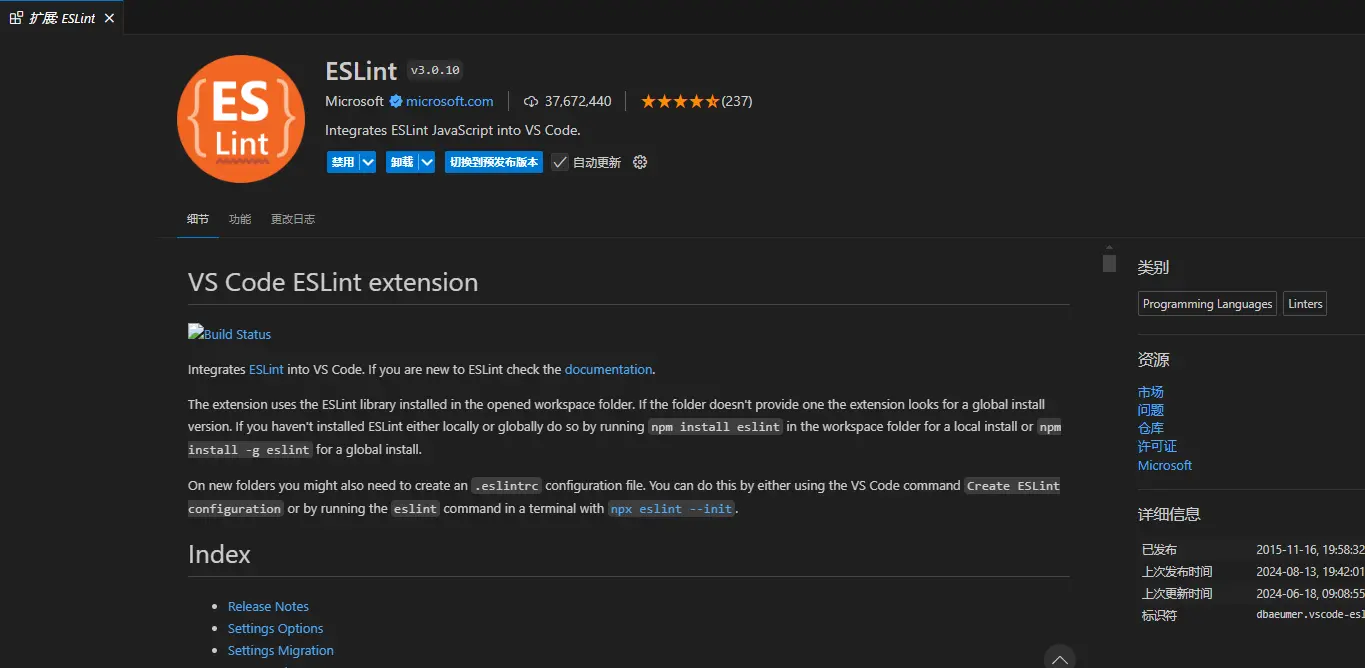 扩展: ESLint
{ES
Lint}
ESLint v3.0.10
Microsoft microsoft.com 37,672,440 (237)
Integrates ESLint JavaScript into VS Code.
禁用 卸载 切换到预发布版本 自动更新
细节 功能 更改日志
VS Code ESLint extension
Build Status
Integrates ESLint into VS Code. If you are new to ESLint check the documentation.
The extension uses the ESLint library installed in the opened workspace folder. If the folder doesn't provide one the extension looks for a global install
version. If you haven't installed ESLint either locally or globally do so by running npm install eslint in the workspace folder for a local install or npm
install -g eslint for a global install.
On new folders you might also need to create an .eslintrc configuration file. You can do this by either using the VS Code command Create ESLint
configuration or by running the eslint command in a terminal with npx eslint --init.
Index
Release Notes
Settings Options
Settings Migration
类别
Programming Languages Linters
资源
市场
问题
仓库
许可证
Microsoft
详细信息
已发布 2015-11-16, 19:58:32
上次发布时间 2024-08-13, 19:42:01
上次更新时间 2024-06-18, 09:08:55
标识符 dbaeumer.vscode-esl